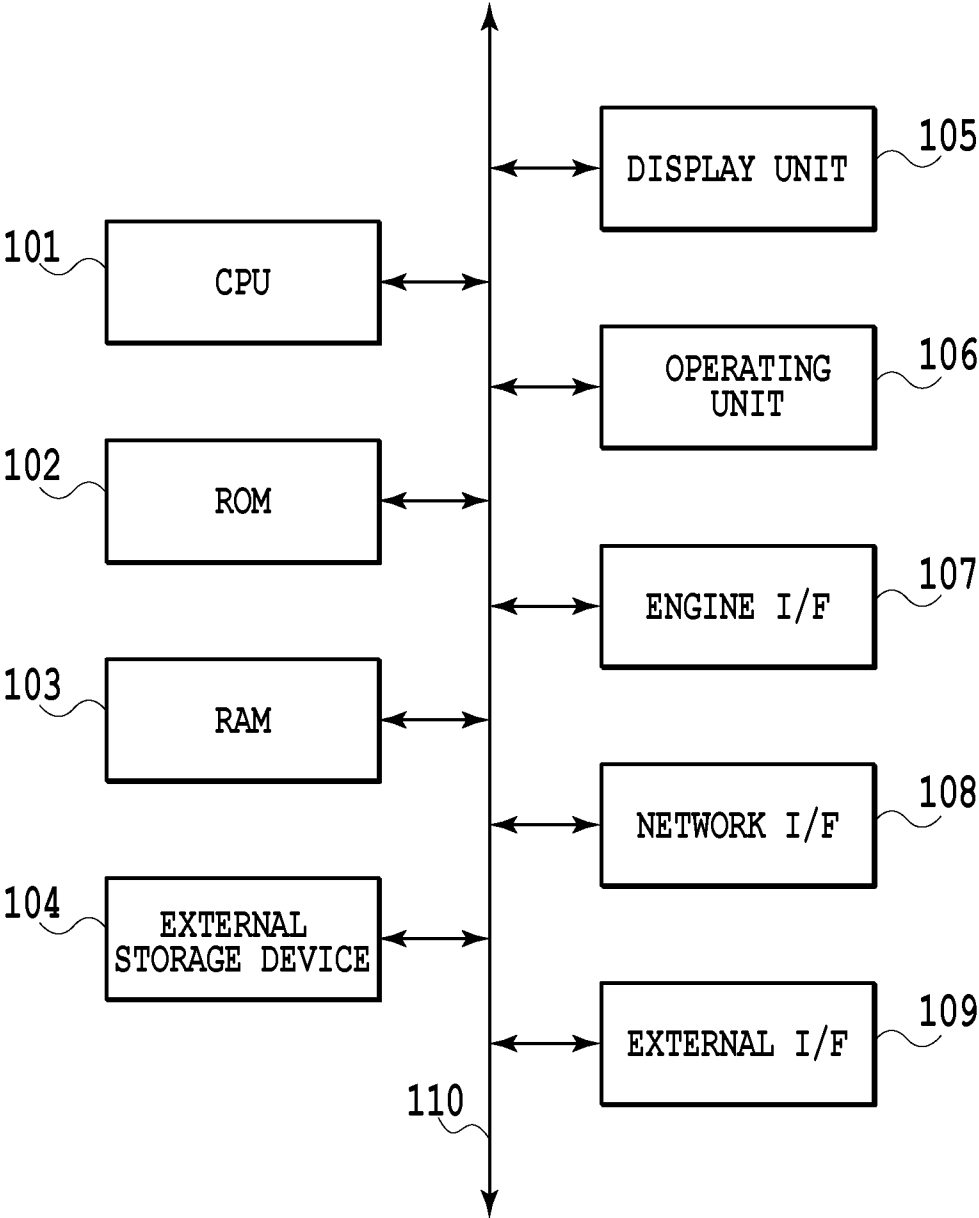 105
DISPLAY UNIT
101
CPU
106
OPERATING
UNIT
102
ROM
107
ENGINE I/F
103
RAM
108
NETWORK I/F
104
EXTERNAL
STORAGE DEVICE
109
EXTERNAL I/F
110